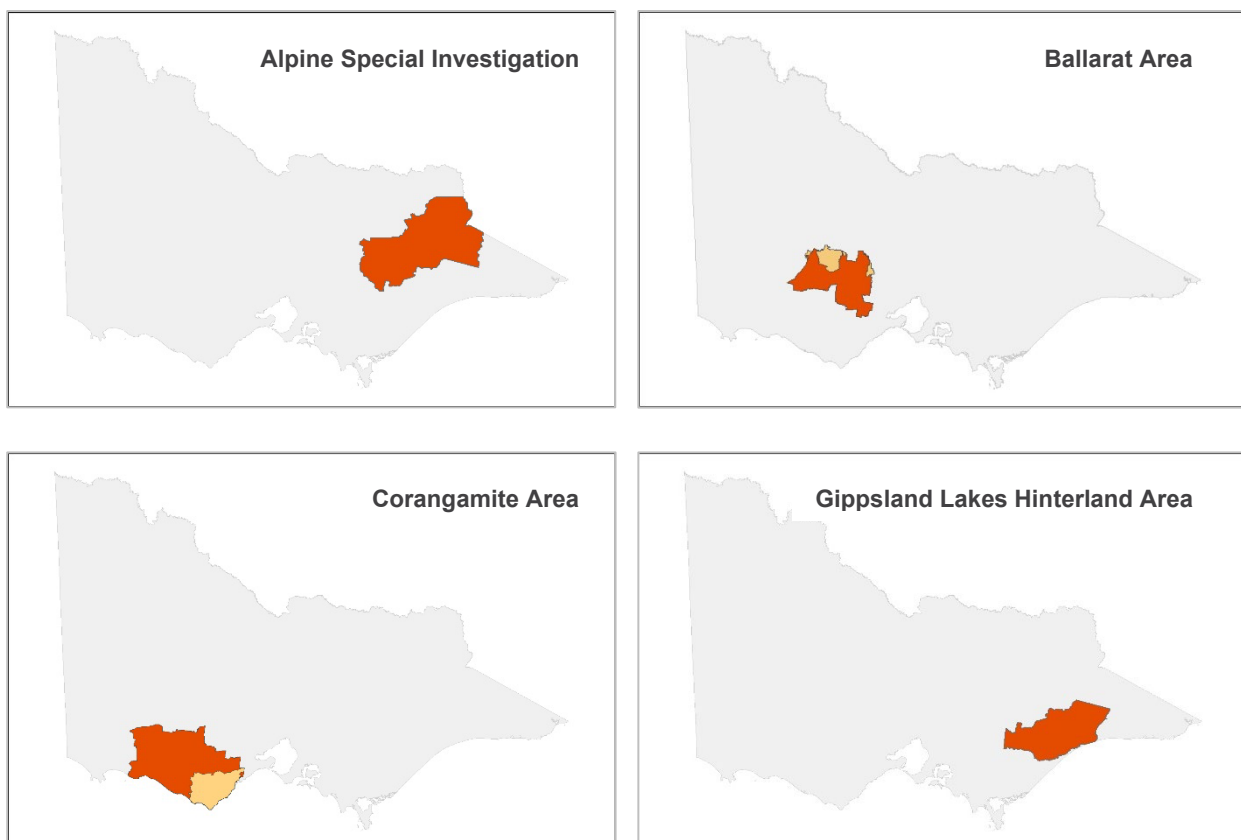 Alpine Special Investigation
Ballarat Area
Corangamite Area
Gippsland Lakes Hinterland Area